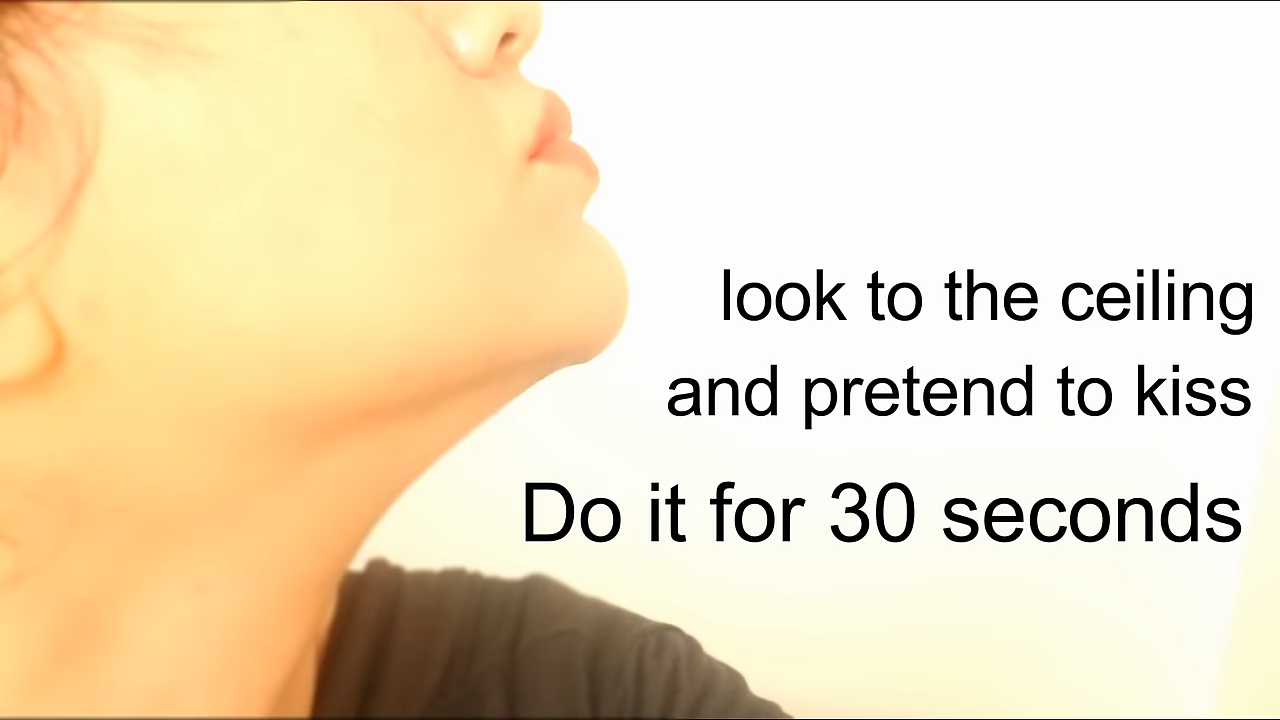 look to the ceiling
and pretend to kiss
Do it for 30 seconds